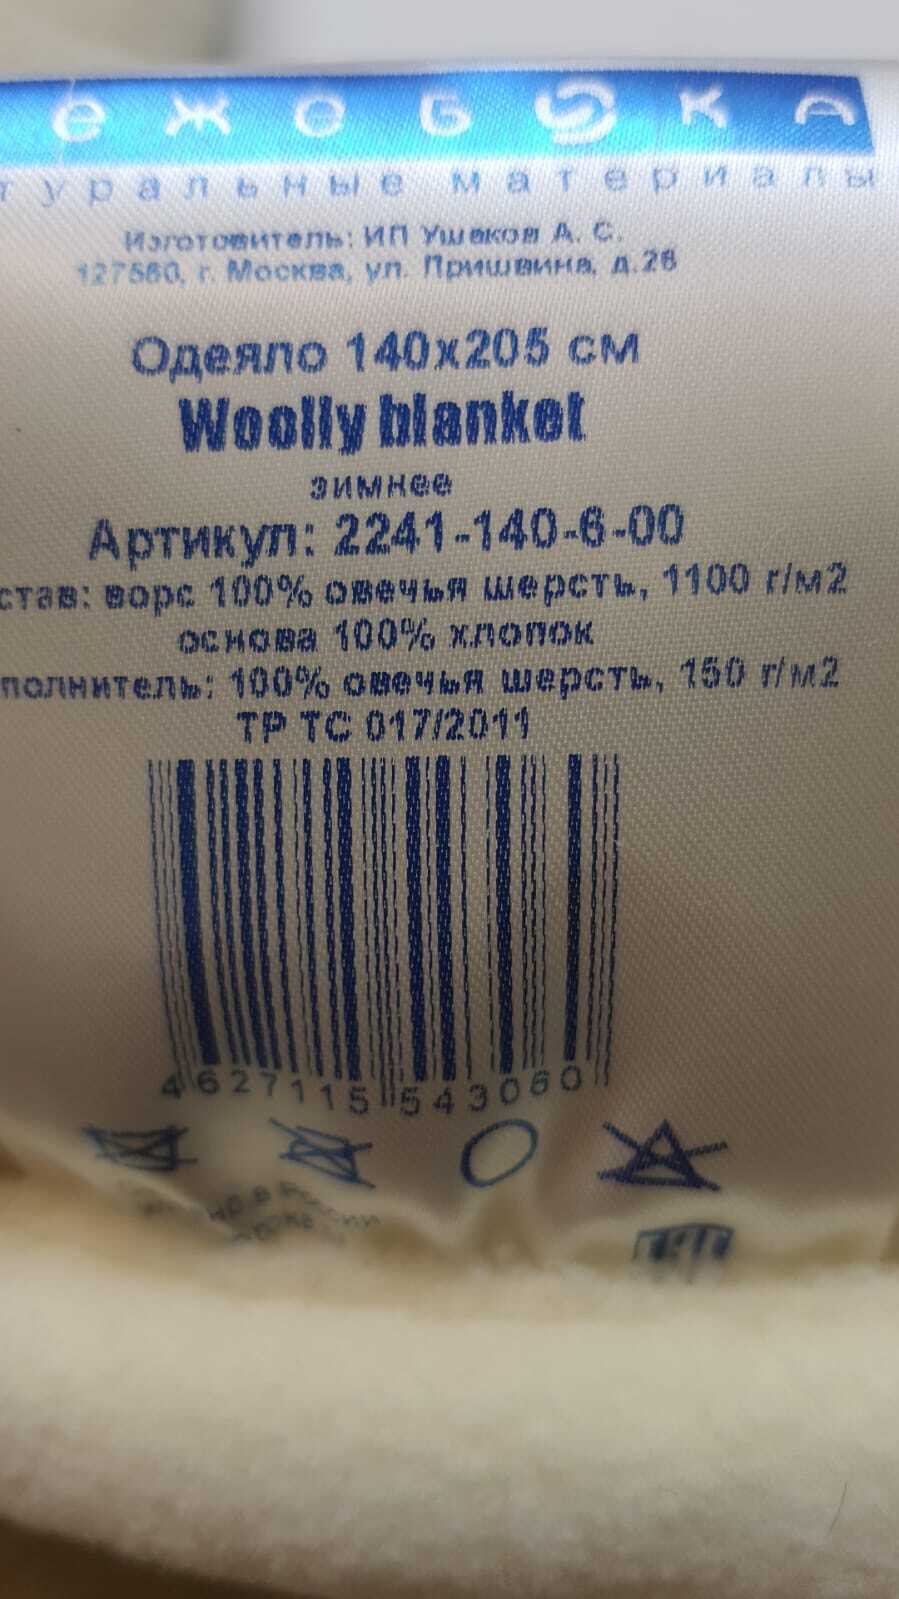 ежебока
туральные материалы
Изготовитель: ИП Ушаков А. С.
127560, г. Москва, ул. Пришвина, д.26
Одеяло 140х205 см
Woolly blanket
зимнее
Артикул: 2241-140-6-00
став: ворс 100% овечья шерсть, 1100 г/м2
основа 100% хлопок
полнитель: 100% овечья шерсть, 150 г/м2
ТР ТС 017/2011
4627115543060